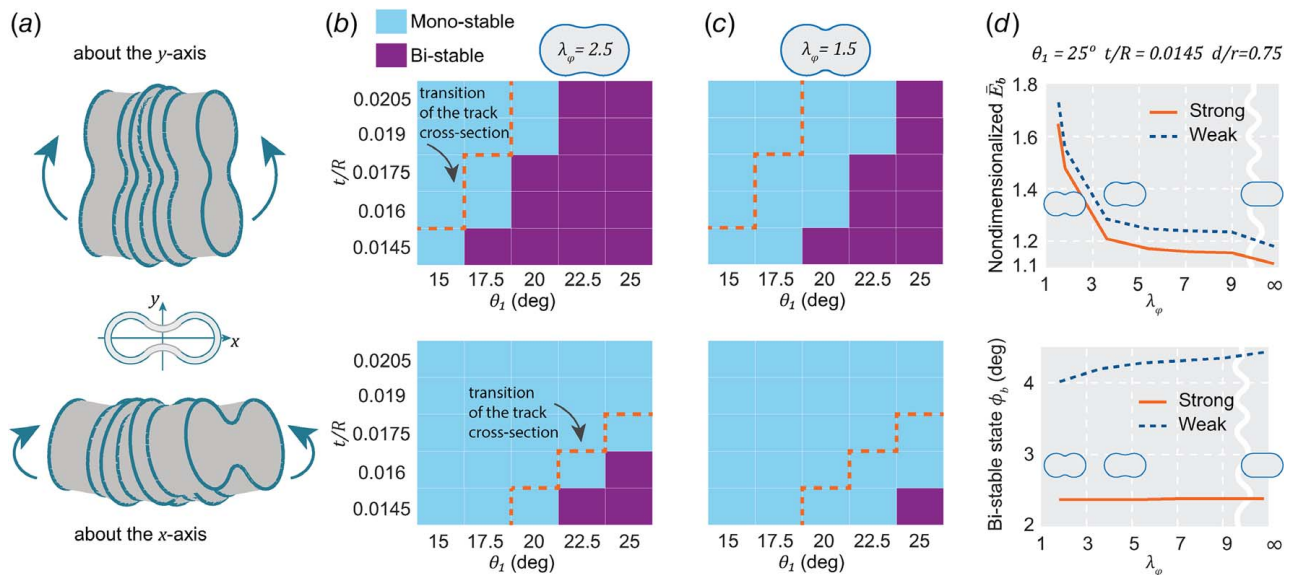 (a)
about the y-axis
y
x
about the x-axis
(b)
Mono-stable
Bi-stable
λφ = 2.5
transition
of the track
cross-section
t/R
0.0205
0.019
0.0175
0.016
0.0145
15 17.5 20 22.5 25
θ1 (deg)
transition
of the track
cross-section
t/R
0.0205
0.019
0.0175
0.016
0.0145
15 17.5 20 22.5 25
θ1 (deg)
(c)
λφ = 1.5
15 17.5 20 22.5 25
θ1 (deg)
15 17.5 20 22.5 25
θ1 (deg)
(d)
θ1 = 25° t/R = 0.0145 d/r=0.75
Nondimensionalized Ēb
1.8
1.6
1.4
1.2
1.1
Strong
Weak
1 3 5 7 9 ∞
λφ
Bi-stable state ϕb (deg)
4
3
2
Strong
Weak
1 3 5 7 9 ∞
λφ